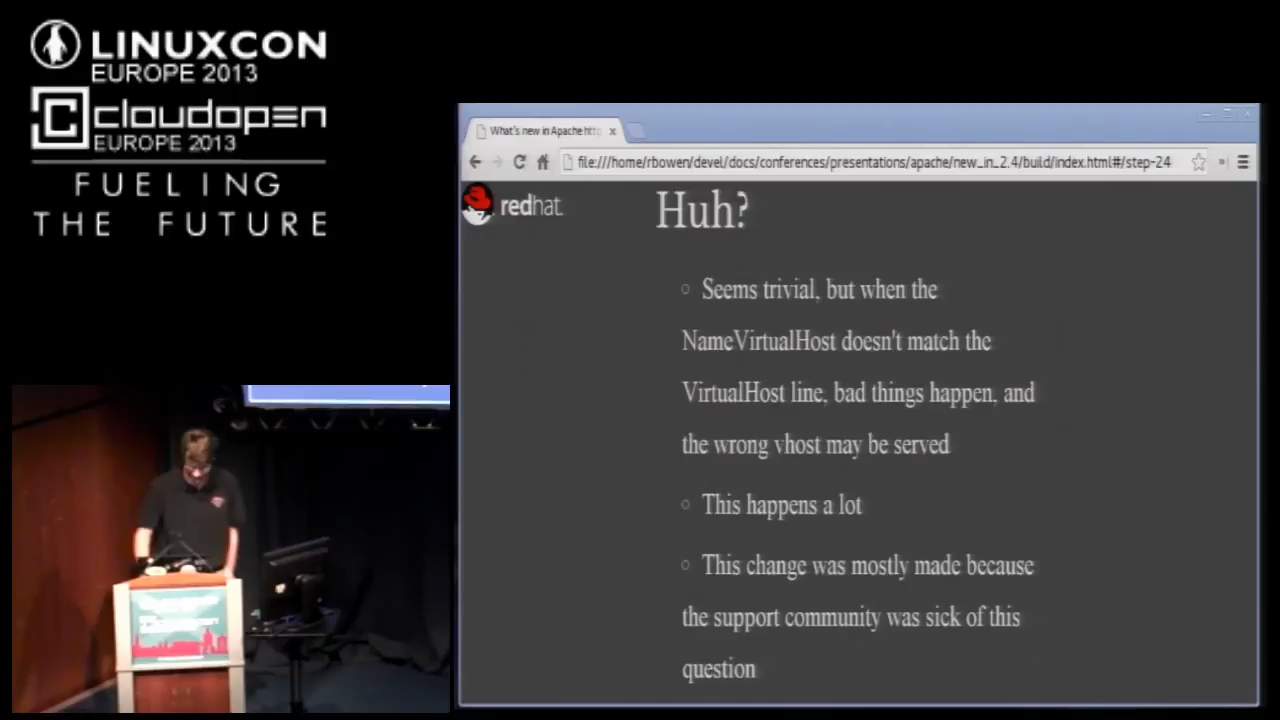 LINUXCON
EUROPE 2013
cloudopen
EUROPE 2013
FUELING
THE FUTURE
What's new in Apache http
file:///home/rbowen/devel/docs/conferences/presentations/apache/new_in_2.4/build/index.html#/step-24
redhat.
Huh?
Seems trivial, but when the
NameVirtualHost doesn't match the
VirtualHost line, bad things happen, and
the wrong vhost may be served
This happens a lot
This change was mostly made because
the support community was sick of this
question